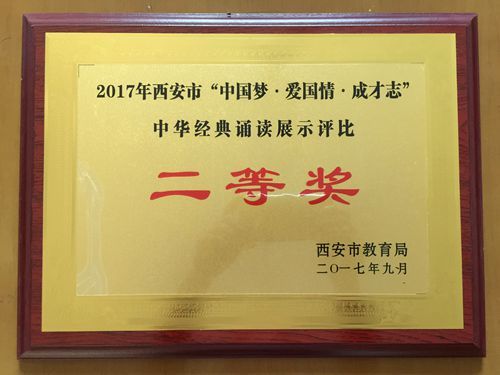 2017年西安市“中国梦·爱国情·成才志”
中华经典诵读展示评比
二等奖
西安市教育局
二〇一七年九月